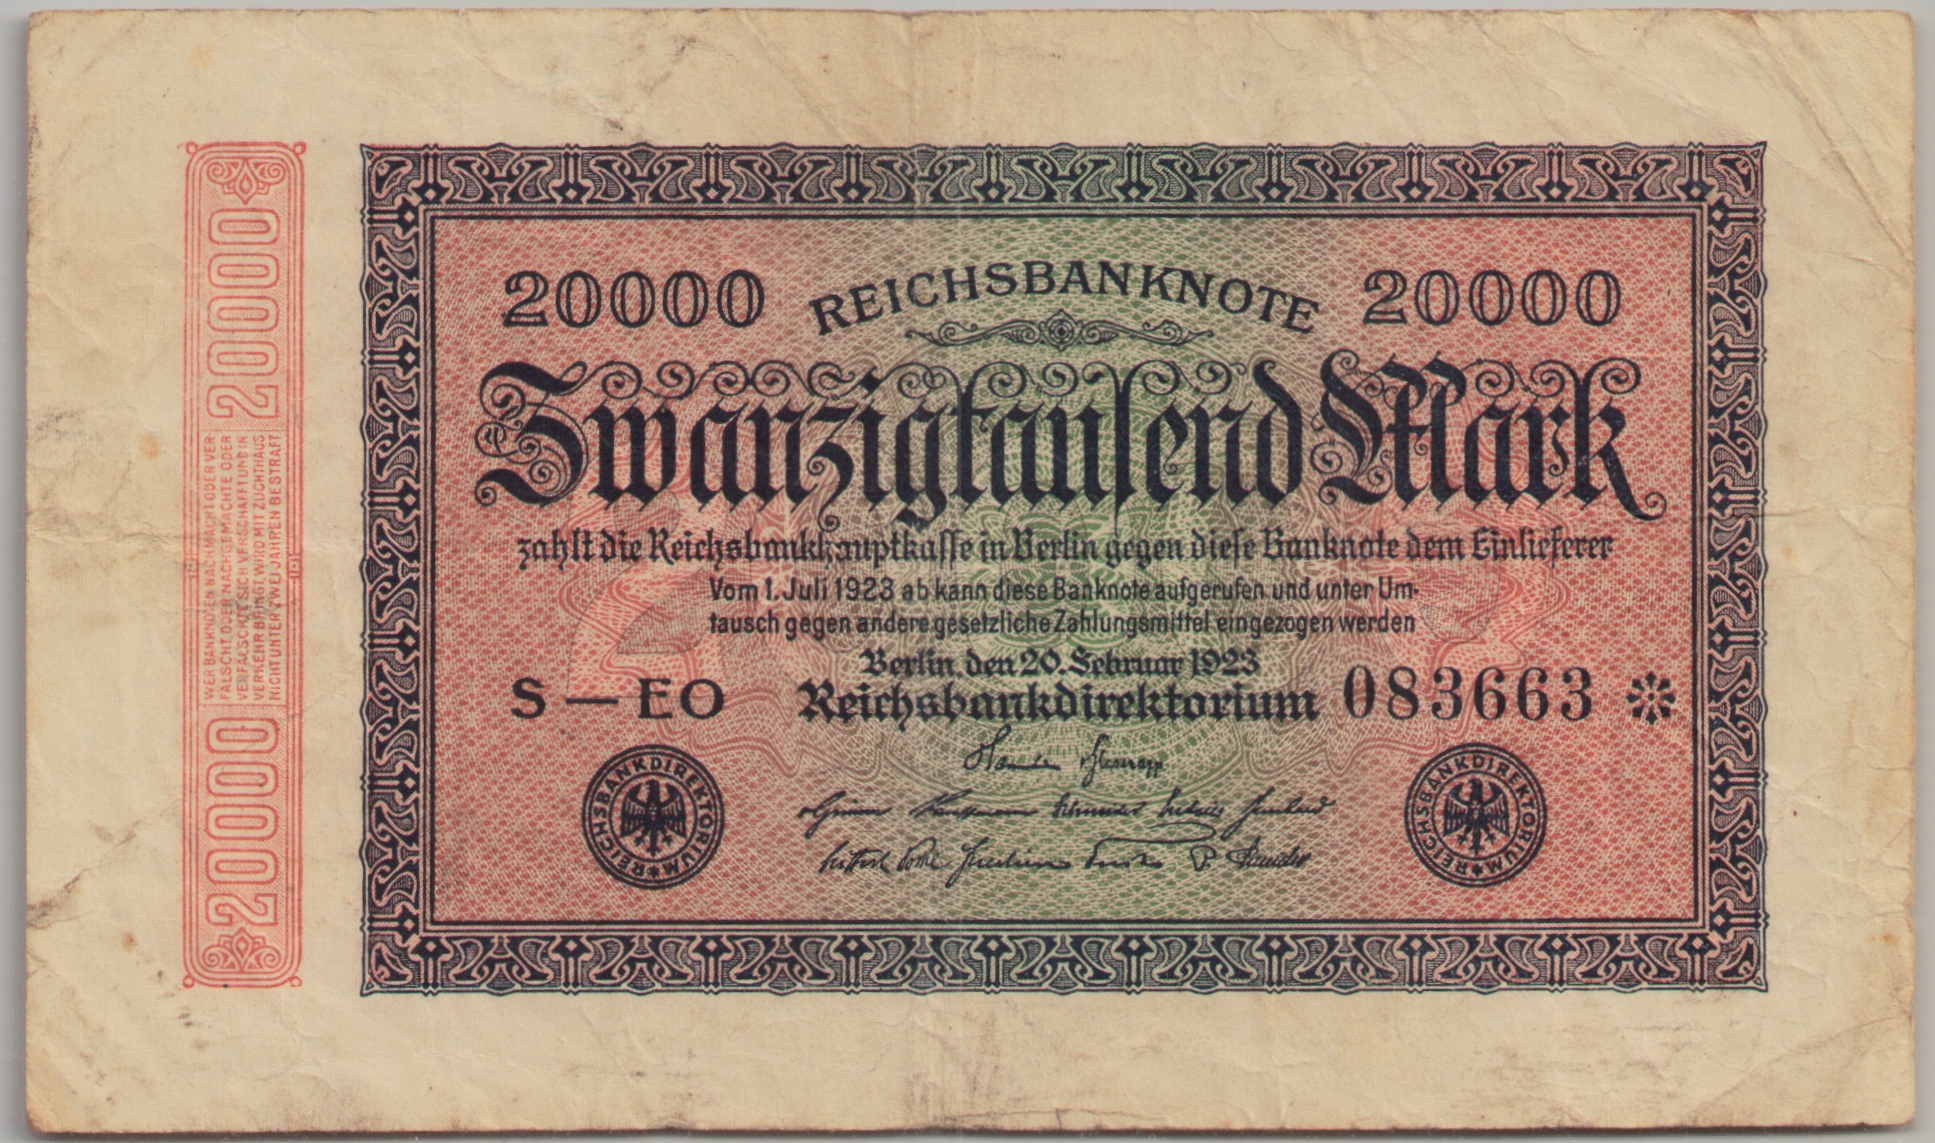 20000
REICHSBANKNOTE
20000
Zwanzigtausend Mark
zahlt die Reichsbankhauptkasse in Berlin gegen diese Banknote dem Einlieferer
Vom 1. Juli 1923 ab kann diese Banknote aufgerufen und unter Um-
tausch gegen andere gesetzliche Zahlungsmittel eingezogen werden
Berlin, den 20. Februar 1923
S — EO
Reichsbankdirektorium
083663 ✻
REICHSBANKDIREKTORIUM
REICHSBANKDIREKTORIUM
20000
WER BANKNOTEN NACHMACHT ODER VER-
FÄLSCHT ODER NACHGEMACHTE ODER
VERFÄLSCHTE SICH VERSCHAFFT UND IN
VERKEHR BRINGT, WIRD MIT ZUCHTHAUS
NICHT UNTER ZWEI JAHREN BESTRAFT
20000